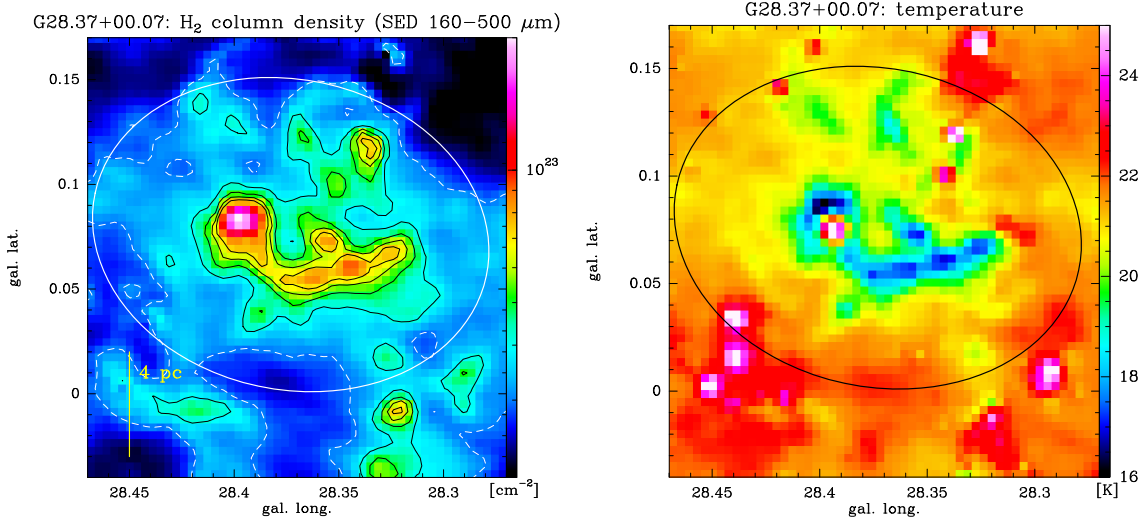 G28.37+00.07: H₂ column density (SED 160−500 μm)
0.15
0.1
0.05
0
gal. lat.
4 pc
28.45
28.4
28.35
28.3
gal. long.
10²³
[cm⁻²]
G28.37+00.07: temperature
0.15
0.1
0.05
0
gal. lat.
28.45
28.4
28.35
28.3
gal. long.
24
22
20
18
16
[K]